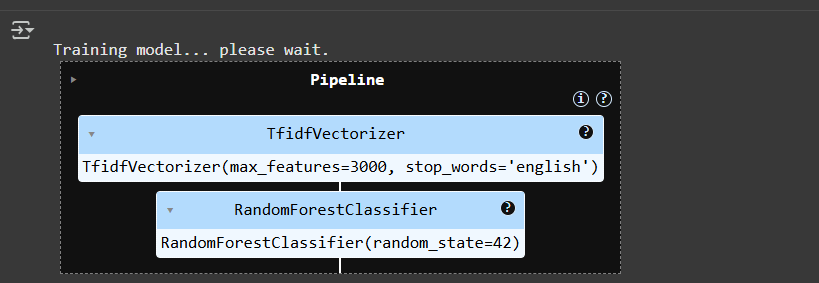 Training model... please wait.
Pipeline
i ?
TfidfVectorizer ?
TfidfVectorizer(max_features=3000, stop_words='english')
RandomForestClassifier ?
RandomForestClassifier(random_state=42)